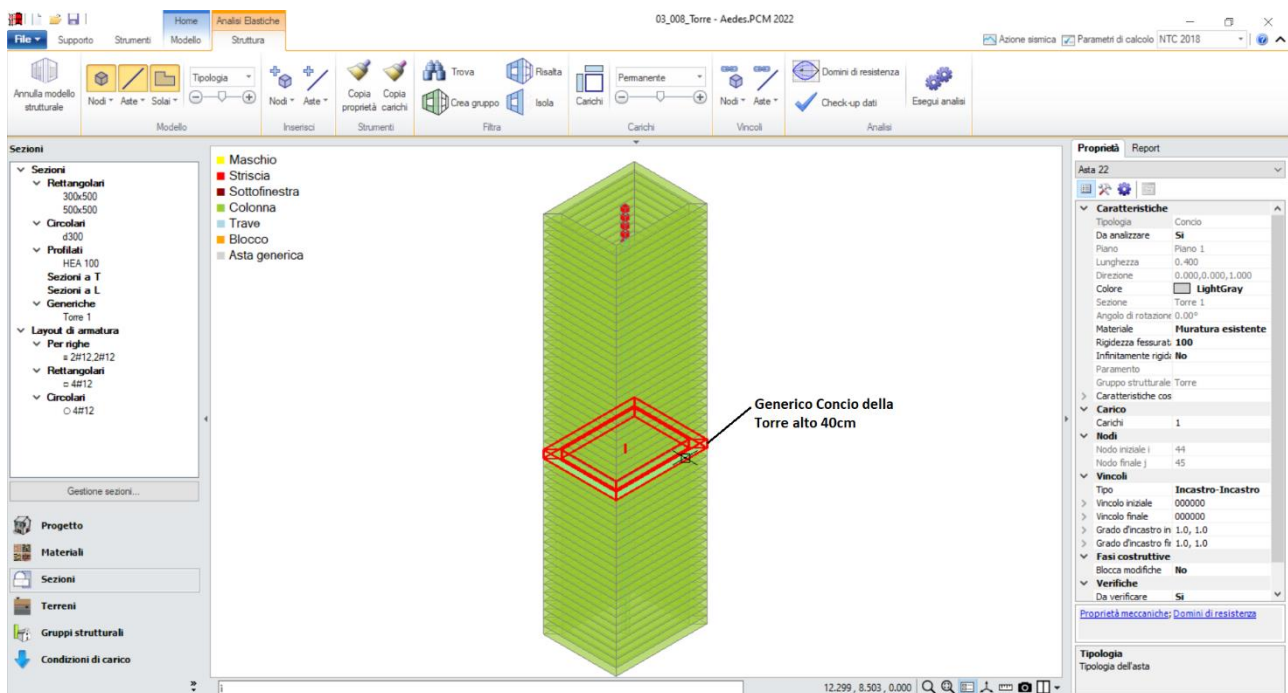 Home
Analisi Elastiche
03_008_Torre - Aedes.PCM 2022
File
Supporto
Strumenti
Modello
Struttura
Azione sismica
Parametri di calcolo
NTC 2018
Annulla modello
strutturale
Nodi
Aste
Solai
Tipologia
Modello
Nodi
Aste
Inserisci
Copia
proprietà
Copia
carichi
Strumenti
Trova
Risalta
Crea gruppo
Isola
Filtra
Carichi
Permanente
Carichi
Nodi
Aste
Vincoli
Domini di resistenza
Check-up dati
Esegui analisi
Analisi
Sezioni
Sezioni
Rettangolari
300x500
500x500
Circolari
d300
Profilati
HEA 100
Sezioni a T
Sezioni a L
Generiche
Torre 1
Layout di armatura
Per righe
2#12,2#12
Rettangolari
4#12
Circolari
4#12
Gestione sezioni...
Progetto
Materiali
Sezioni
Terreni
Gruppi strutturali
Condizioni di carico
Maschio
Striscia
Sottofinestra
Colonna
Trave
Blocco
Asta generica
Generico Concio della
Torre alto 40cm
12.299 , 8.503 , 0.000
Proprietà Report
Asta 22
Caratteristiche
Tipologia Concio
Da analizzare Sì
Piano Piano 1
Lunghezza 0.400
Direzione 0.000,0.000,1.000
Colore LightGray
Sezione Torre 1
Angolo di rotazione 0.00°
Materiale Muratura esistente
Rigidezza fessurat 100
Infinitamente rigid No
Paramento
Gruppo strutturale Torre
Caratteristiche cos
Carico
Carichi 1
Nodi
Nodo iniziale i 44
Nodo finale j 45
Vincoli
Tipo Incastro-Incastro
Vincolo iniziale 000000
Vincolo finale 000000
Grado d'incastro in 1.0, 1.0
Grado d'incastro fi 1.0, 1.0
Fasi costruttive
Blocca modifiche No
Verifiche
Da verificare Sì
Proprietà meccaniche; Domini di resistenza
Tipologia
Tipologia dell'asta